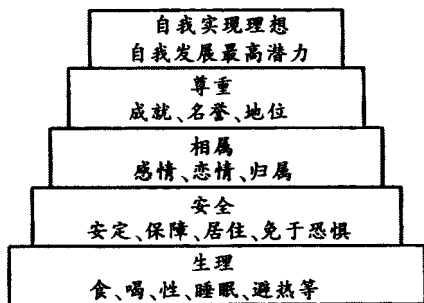 自我实现理想
自我发展最高潜力
尊重
成就、名誉、地位
相属
感情、恋情、归属
安全
安定、保障、居住、免于恐惧
生理
食、喝、性、睡眠、避热等